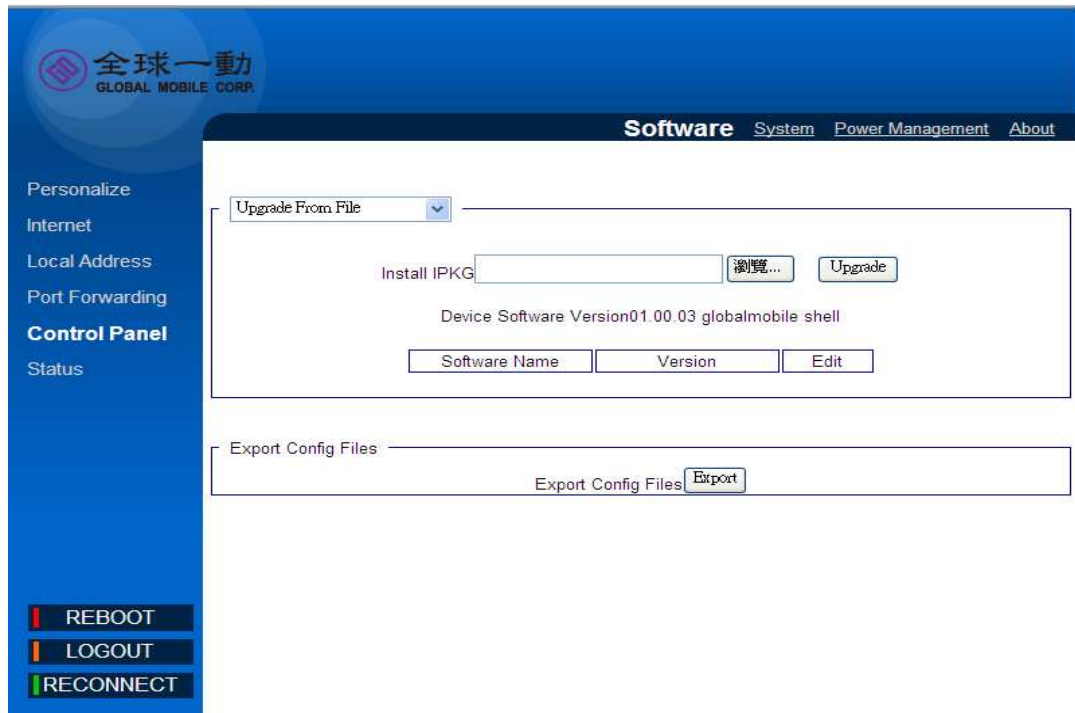 全球一動
GLOBAL MOBILE CORP.
Software System Power Management About
Personalize
Internet
Local Address
Port Forwarding
Control Panel
Status
Upgrade From File
Install IPKG 瀏覽... Upgrade
Device Software Version01.00.03 globalmobile shell
Software Name Version Edit
Export Config Files
Export Config Files Export
REBOOT
LOGOUT
RECONNECT